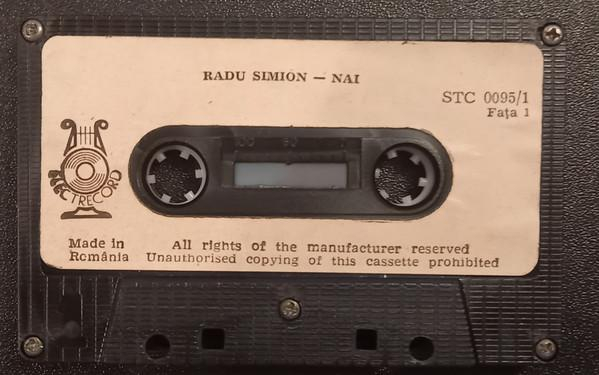 RADU SIMION — NAI
STC 0095/1
Fața 1
ELECTRECORD
Made in
România
All rights of the manufacturer reserved
Unauthorised copying of this cassette prohibited